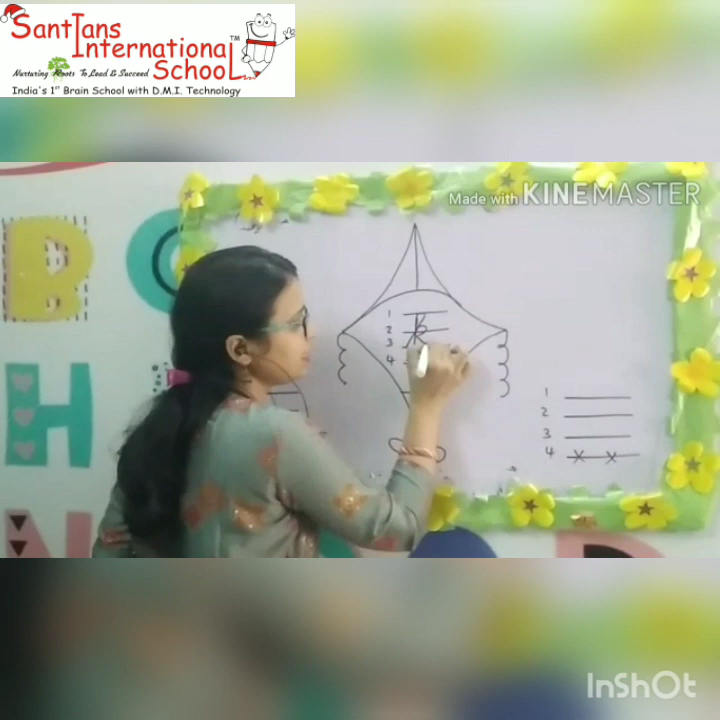 SantJans
International
School
TM
Nurturing Roots To Lead & Succeed
India's 1st Brain School with D.M.I. Technology
Made with KINEMASTER
B
H
1
2 k
3
4
1
2
3
4 × ×
InShOt